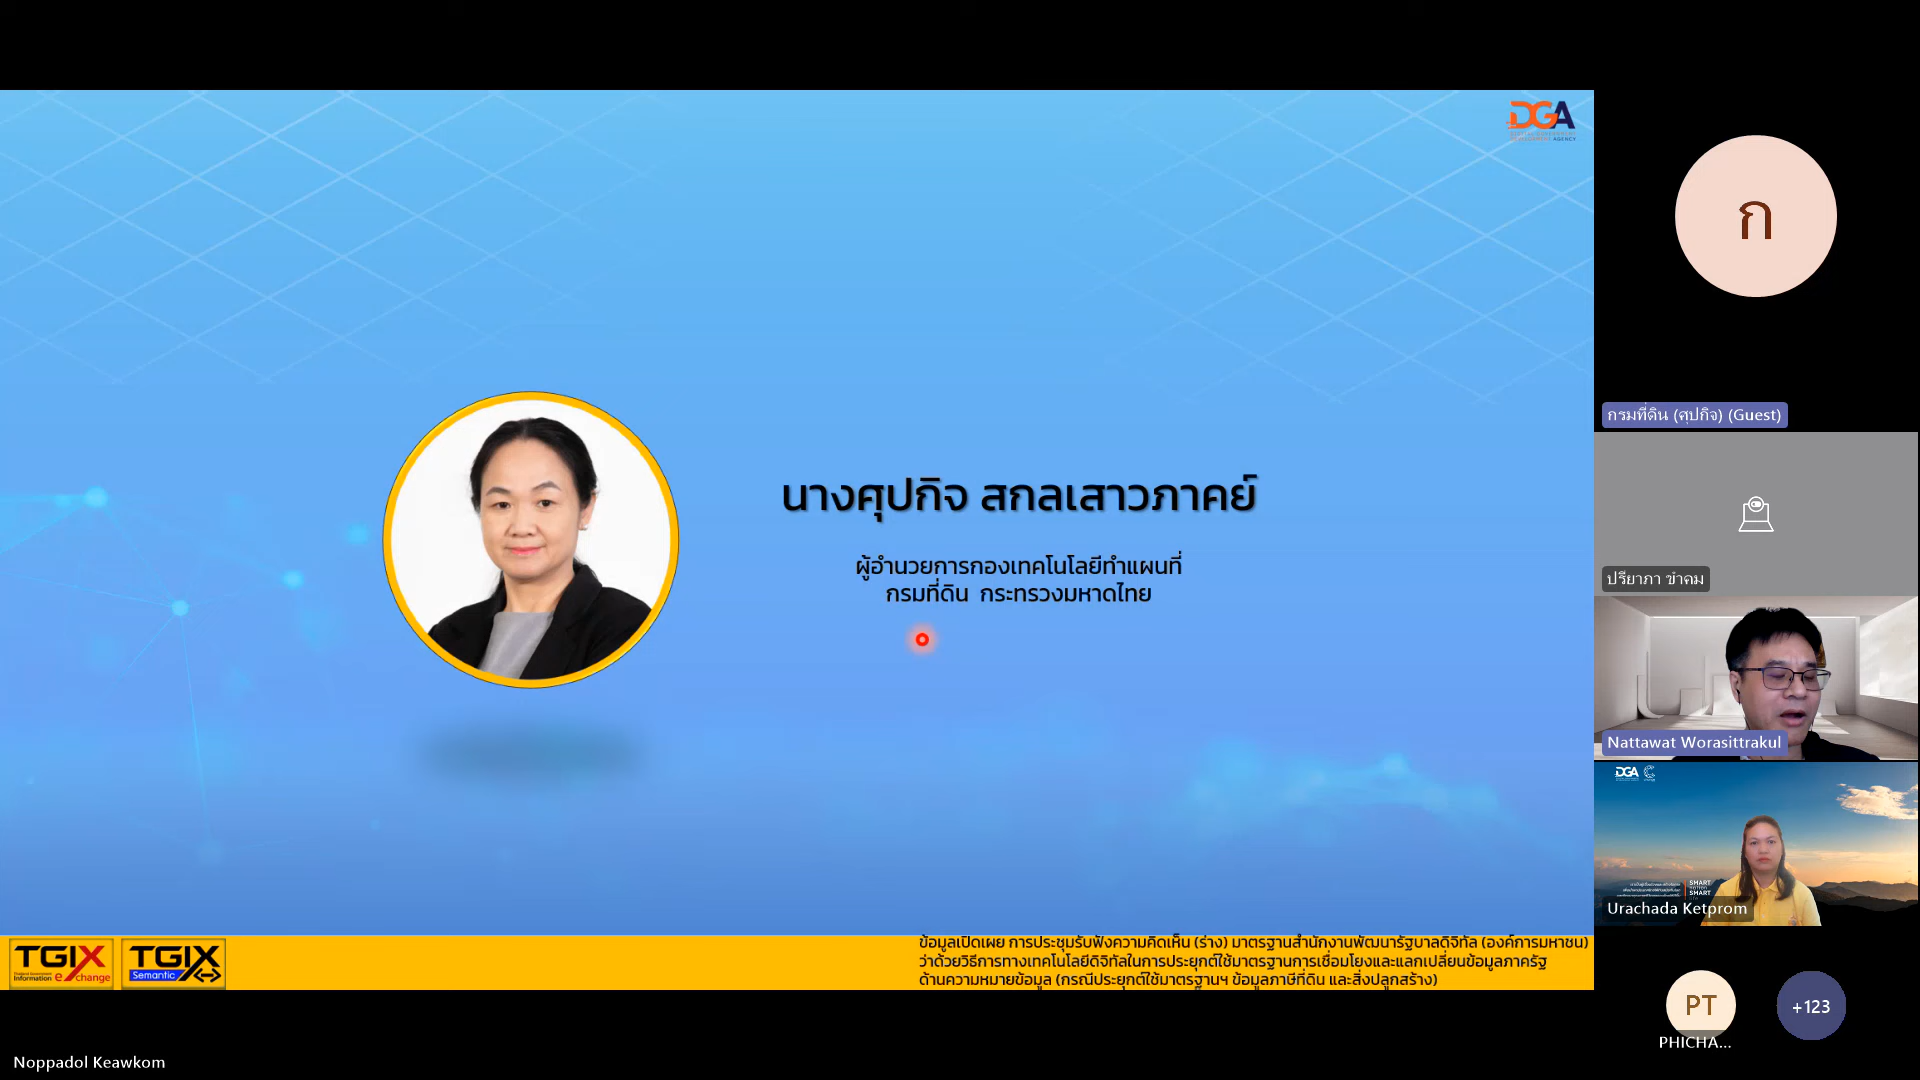 DGA
AGENCY
นางศุปกิจ สกลเสาวภาคย์
ผู้อำนวยการกองเทคโนโลยีทำแผนที่
กรมที่ดิน กระทรวงมหาดไทย
TGIX
Information exchange
TGIX
Semantic
ข้อมูลเปิดเผย การประชุมรับฟังความคิดเห็น (ร่าง) มาตรฐานสำนักงานพัฒนารัฐบาลดิจิทัล (องค์การมหาชน)
ว่าด้วยวิธีการทางเทคโนโลยีดิจิทัลในการประยุกต์ใช้มาตรฐานการเชื่อมโยงและแลกเปลี่ยนข้อมูลภาครัฐ
ด้านความหมายข้อมูล (กรณีประยุกต์ใช้มาตรฐานฯ ข้อมูลภาษีที่ดิน และสิ่งปลูกสร้าง)
Noppadol Keawkom
ก
กรมที่ดิน (ศุปกิจ) (Guest)
ปรียาภา ขำคม
Nattawat Worasittrakul
DGA
SMART
SMART
Urachada Ketprom
PT
PHICHA...
+123